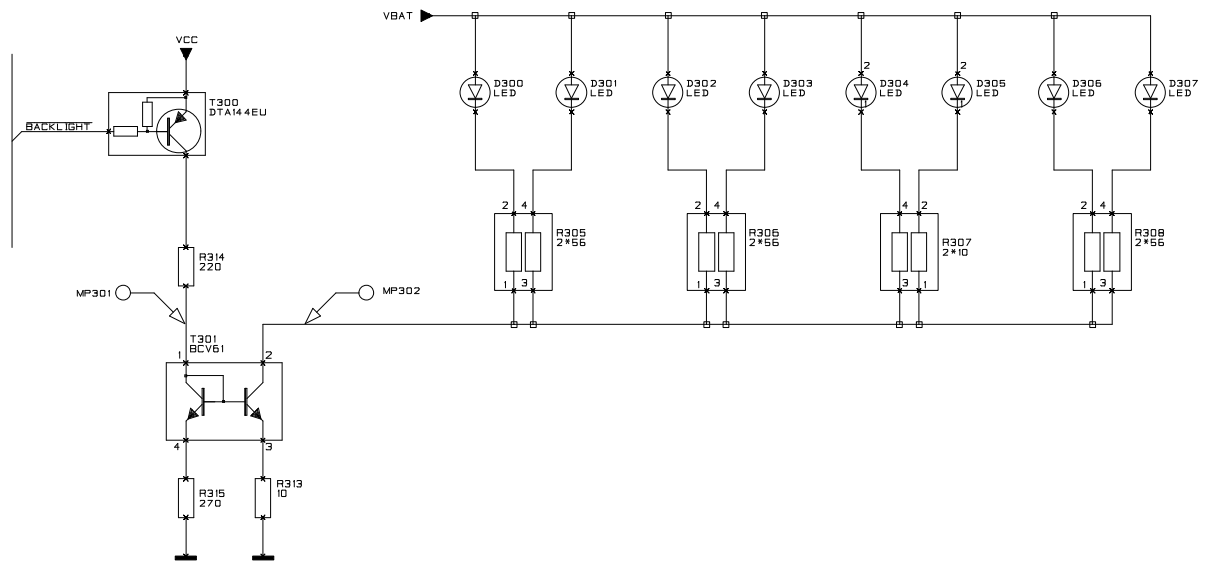 VBAT
VCC
T300
DTA144EU
BACKLIGHT
D300
LED
D301
LED
D302
LED
D303
LED
2
D304
LED
2
D305
LED
D306
LED
D307
LED
2 4
R305
2*56
1 3
2 4
R306
2*56
1 3
4 2
R307
2*10
3 1
2 4
R308
2*56
1 3
R314
220
MP301
MP302
T301
BCV61
1 2
4 3
R315
270
R313
10